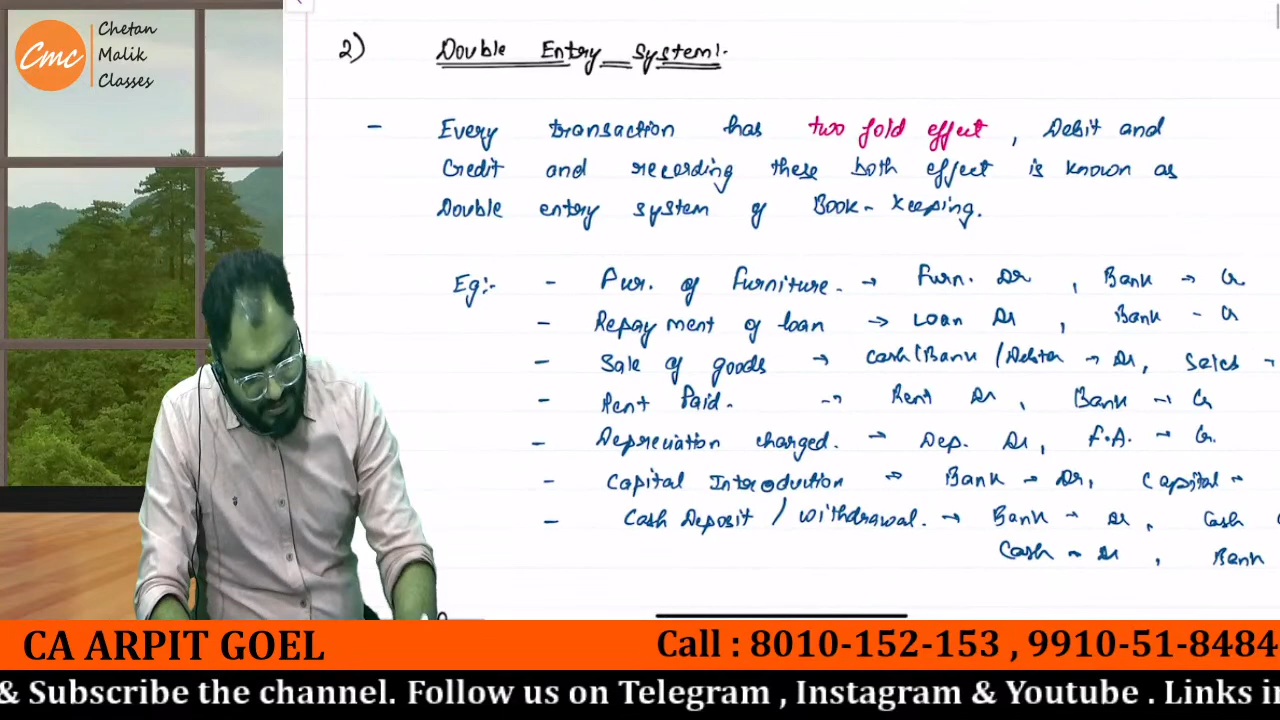 Cmc
Chetan
Malik
Classes
2) Double Entry System:-
- Every transaction has two fold effect, Debit and
Credit and recording these both effect is known as
Double entry system of Book-keeping.
Eg:- - Pur. of Furniture. → Furn. Dr , Bank → Cr
- Repayment of loan → Loan Dr , Bank - Cr
- Sale of goods → Cash/Bank/Debtor → Dr, Sales →
- Rent Paid. → Rent Dr , Bank → Cr
- Depreciation charged. → Dep. Dr, F.A. → Cr.
- Capital Introduction → Bank → Dr, Capital →
- Cash Deposit / withdrawal. → Bank → Dr , Cash
Cash → Dr , Bank
CA ARPIT GOEL
Call : 8010-152-153 , 9910-51-8484
& Subscribe the channel. Follow us on Telegram , Instagram & Youtube . Links in